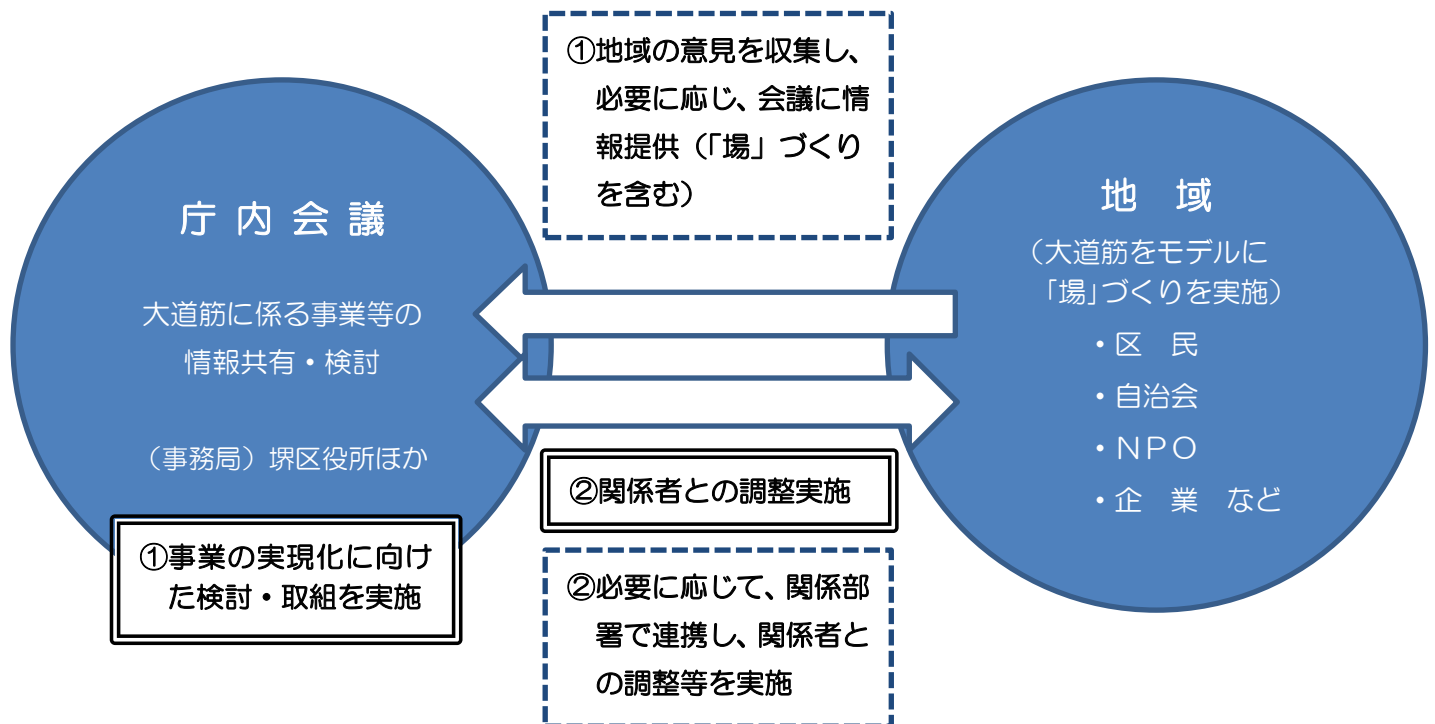 ①地域の意見を収集し、
必要に応じ、会議に情
報提供（「場」づくり
を含む）
庁内会議
大道筋に係る事業等の
情報共有・検討
（事務局）堺区役所ほか
①事業の実現化に向け
た検討・取組を実施
地　域
（大道筋をモデルに
「場」づくりを実施）
・区　民
・自治会
・ＮＰＯ
・企　業　など
②関係者との調整実施
②必要に応じて、関係部
署で連携し、関係者と
の調整等を実施